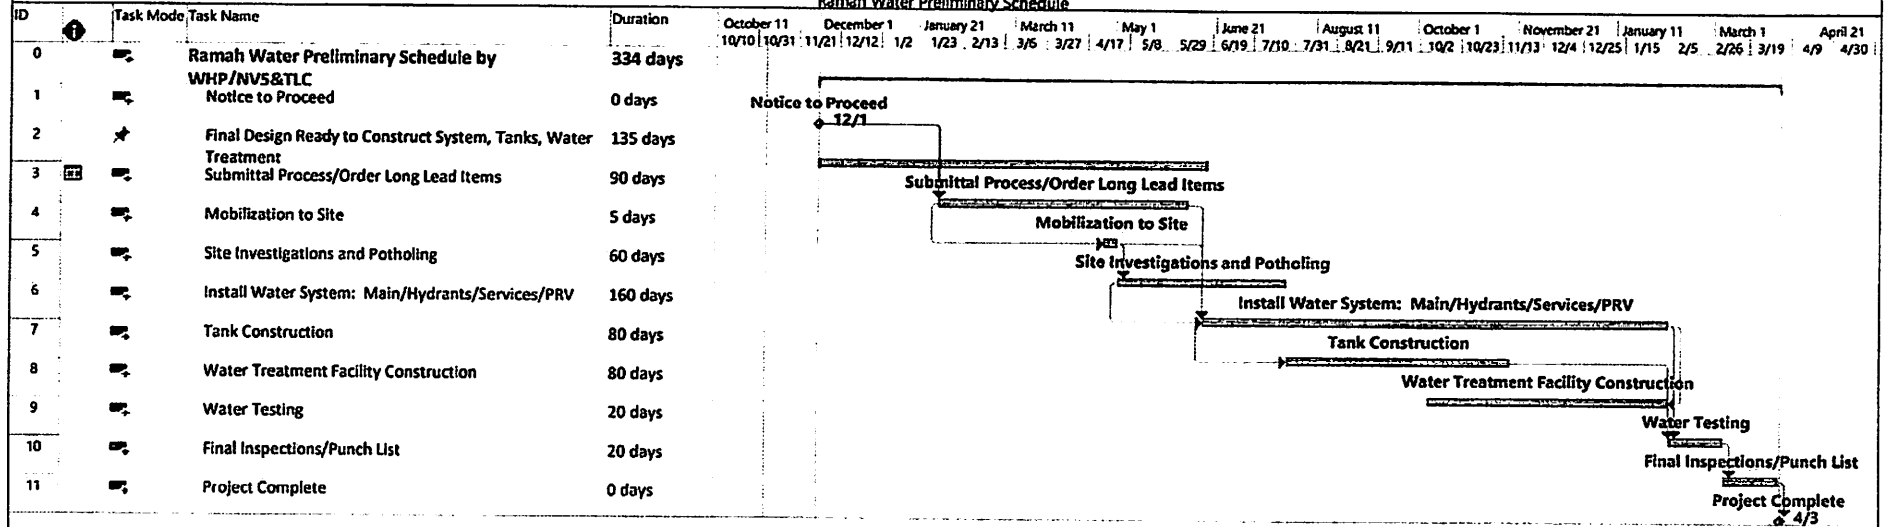 Ramah Water Preliminary Schedule
ID Task Mode Task Name Duration October 11 December 1 January 21 March 11 May 1 June 21 August 11 October 1 November 21 January 11 March 1 April 21
10/10 10/31 11/21 12/12 1/2 1/23 2/13 3/6 3/27 4/17 5/8 5/29 6/19 7/10 7/31 8/21 9/11 10/2 10/23 11/13 12/4 12/25 1/15 2/5 2/26 3/19 4/9 4/30
0 Ramah Water Preliminary Schedule by 334 days
WHP/NV5&TLC
1 Notice to Proceed 0 days Notice to Proceed
12/1
2 Final Design Ready to Construct System, Tanks, Water 135 days
Treatment
3 Submittal Process/Order Long Lead Items 90 days Submittal Process/Order Long Lead Items
4 Mobilization to Site 5 days Mobilization to Site
5 Site Investigations and Potholing 60 days Site Investigations and Potholing
6 Install Water System: Main/Hydrants/Services/PRV 160 days Install Water System: Main/Hydrants/Services/PRV
7 Tank Construction 80 days Tank Construction
8 Water Treatment Facility Construction 80 days Water Treatment Facility Construction
9 Water Testing 20 days Water Testing
10 Final Inspections/Punch List 20 days Final Inspections/Punch List
11 Project Complete 0 days Project Complete
4/3